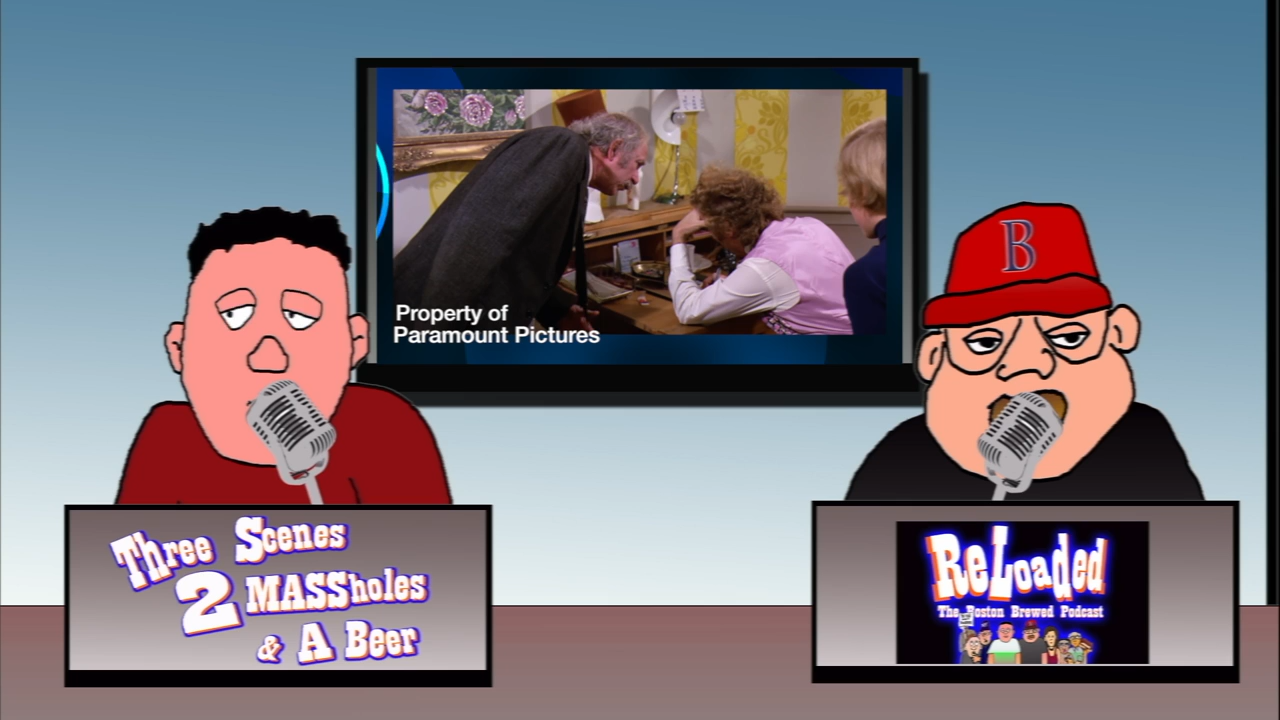 Property of
Paramount Pictures
B
Three Scenes
2 MASSholes
& A Beer
ReLoaded
The Boston Brewed Podcast